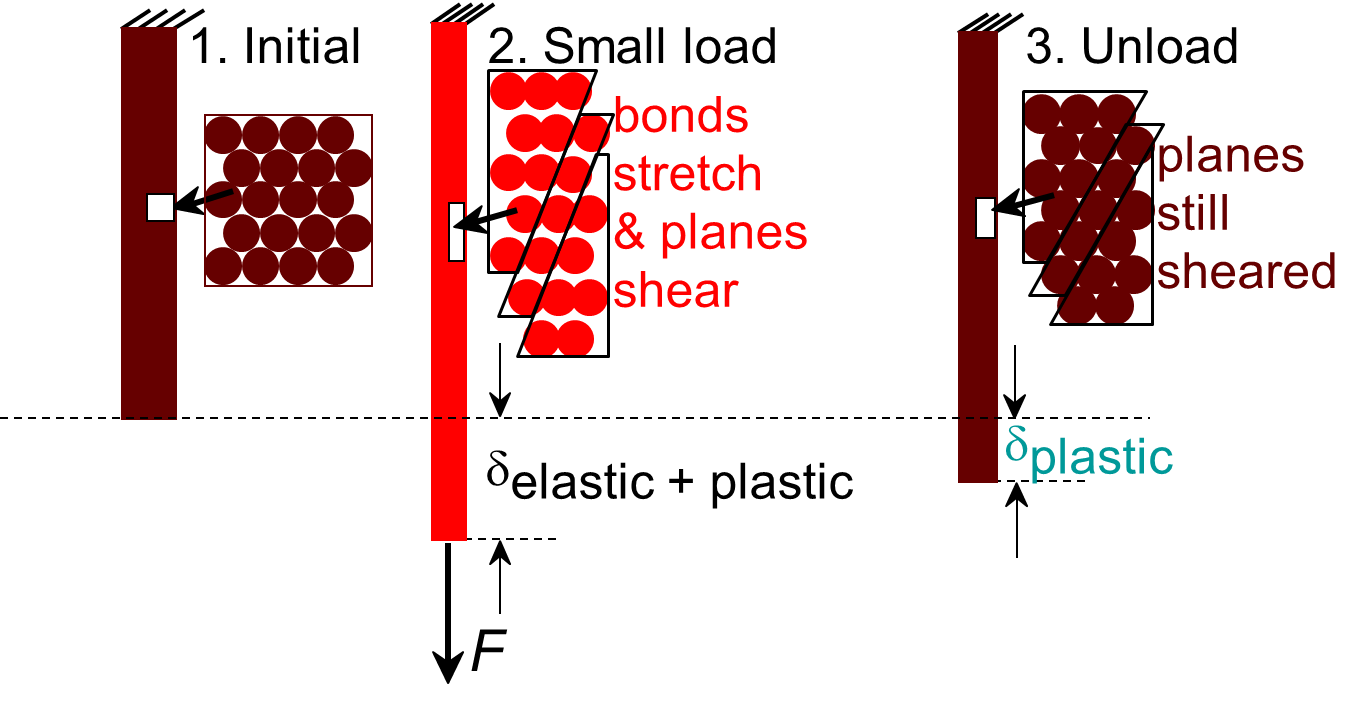 1. Initial
2. Small load
bonds
stretch
& planes
shear
3. Unload
planes
still
sheared
δelastic + plastic
δplastic
F